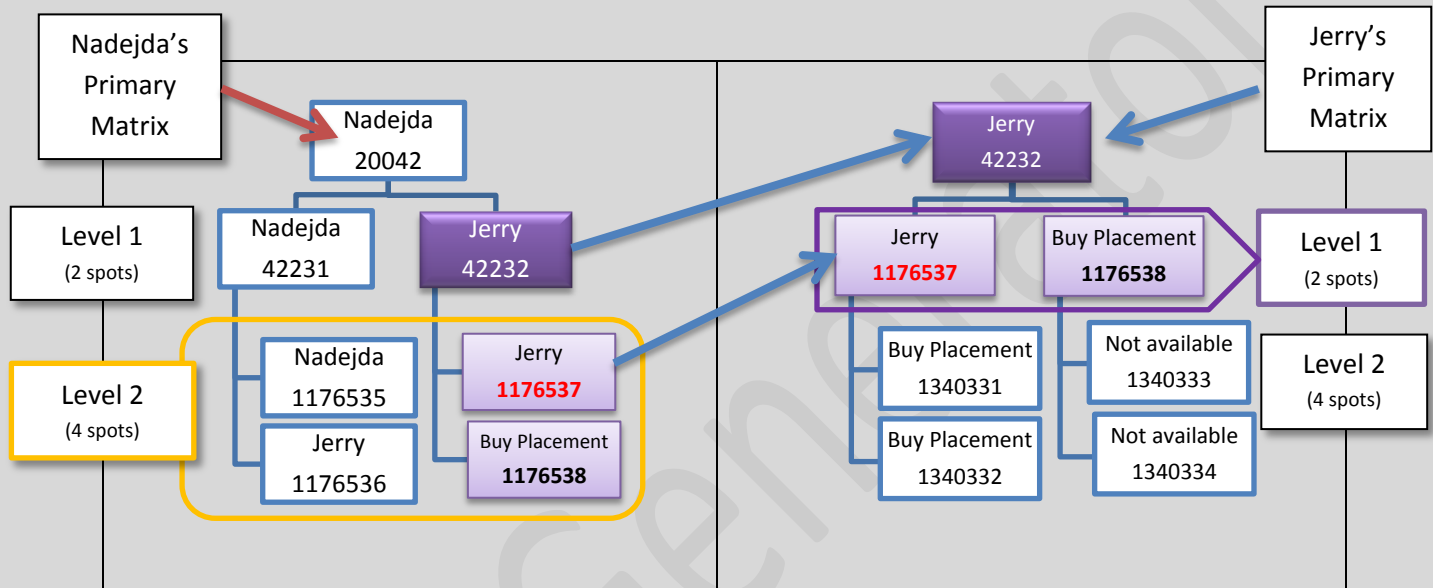 Nadejda's
Primary
Matrix
Nadejda
20042
Level 1
(2 spots)
Nadejda
42231
Jerry
42232
Level 2
(4 spots)
Nadejda
1176535
Jerry
1176536
Jerry
1176537
Buy Placement
1176538
Jerry's
Primary
Matrix
Jerry
42232
Jerry
1176537
Buy Placement
1176538
Level 1
(2 spots)
Buy Placement
1340331
Buy Placement
1340332
Not available
1340333
Not available
1340334
Level 2
(4 spots)
Generator